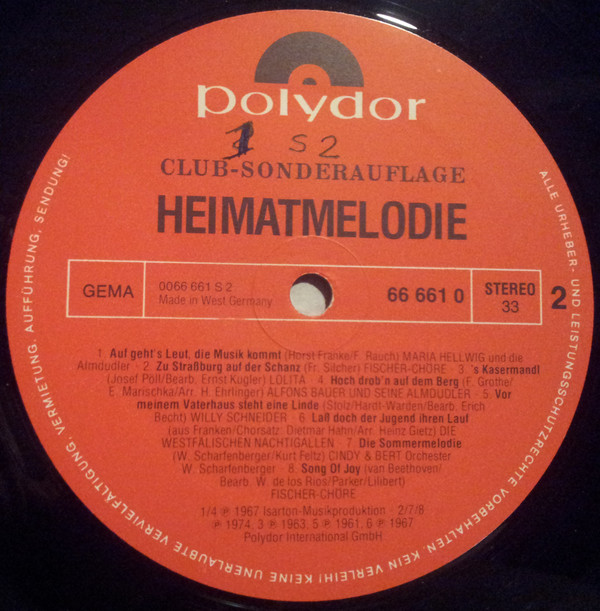 polydor
1 S2
CLUB-SONDERAUFLAGE
HEIMATMELODIE
GEMA
0066 661 S 2
Made in West Germany
66 661 0
STEREO
33
2
1. Auf geht's Leut, die Musik kommt (Horst Franke/F. Rauch) MARIA HELLWIG und die
Almdudler · 2. Zu Straßburg auf der Schanz (Fr. Silcher) FISCHER-CHÖRE · 3. 's Kasermandl
(Josef Pöll/Bearb. Ernst Kugler) LOLITA · 4. Hoch drob'n auf dem Berg (E. Grothe/
E. Marischka/Arr. H. Ehrlinger) ALFONS BAUER UND SEINE ALMDUDLER · 5. Vor
meinem Vaterhaus steht eine Linde (Stolz/Hardt-Warden/Bearb. Erich
Becht) WILLY SCHNEIDER · 6. Laß doch der Jugend ihren Lauf
(aus Franken/Chorsatz: Dietmar Hahn/Arr. Heinz Gietz) DIE
WESTFÄLISCHEN NACHTIGALLEN · 7. Die Sommermelodie
(W. Scharfenberger/Kurt Feltz) CINDY & BERT Orchester
W. Scharfenberger · 8. Song Of Joy (Ivan Beethoven/
Bearb. W. de los Rios/Parker/Lilibert)
FISCHER-CHÖRE
1/4 ℗ 1967 Isarton-Musikproduktion · 2/7/8
℗ 1974, 3 ℗ 1963, 5 ℗ 1961, 6 ℗ 1967
Polydor International GmbH
ALLE URHEBER- UND LEISTUNGSSCHUTZRECHTE VORBEHALTEN. KEIN VERLEIH! KEINE UNERLAUBTE VERVIELFÄLTIGUNG, VERMIETUNG, AUFFÜHRUNG, SENDUNG!